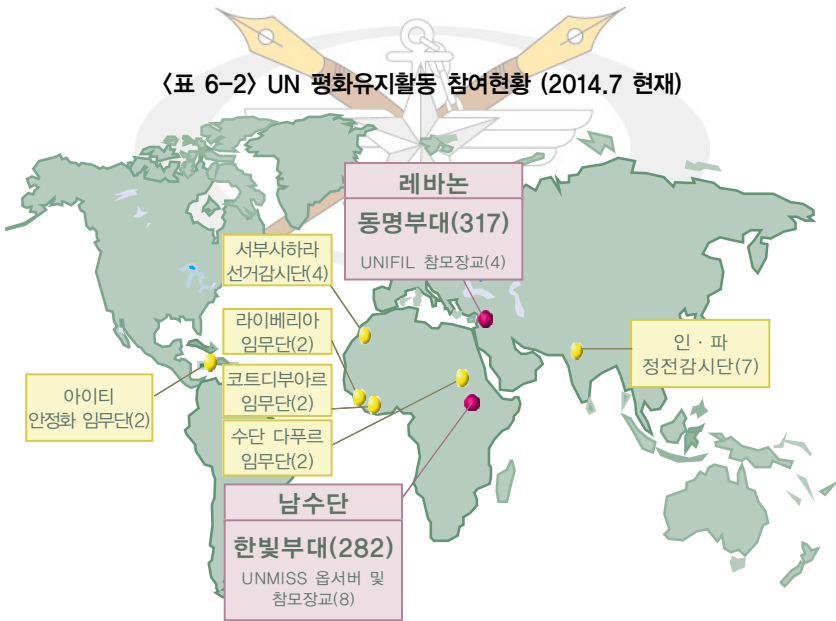 <표 6-2> UN 평화유지활동 참여현황 (2014.7 현재)
레바논
동명부대(317)
UNIFIL 참모장교(4)
서부사하라
선거감시단(4)
라이베리아
임무단(2)
인 · 파
정전감시단(7)
아이티
안정화 임무단(2)
코트디부아르
임무단(2)
수단 다푸르
임무단(2)
남수단
한빛부대(282)
UNMISS 옵서버 및
참모장교(8)